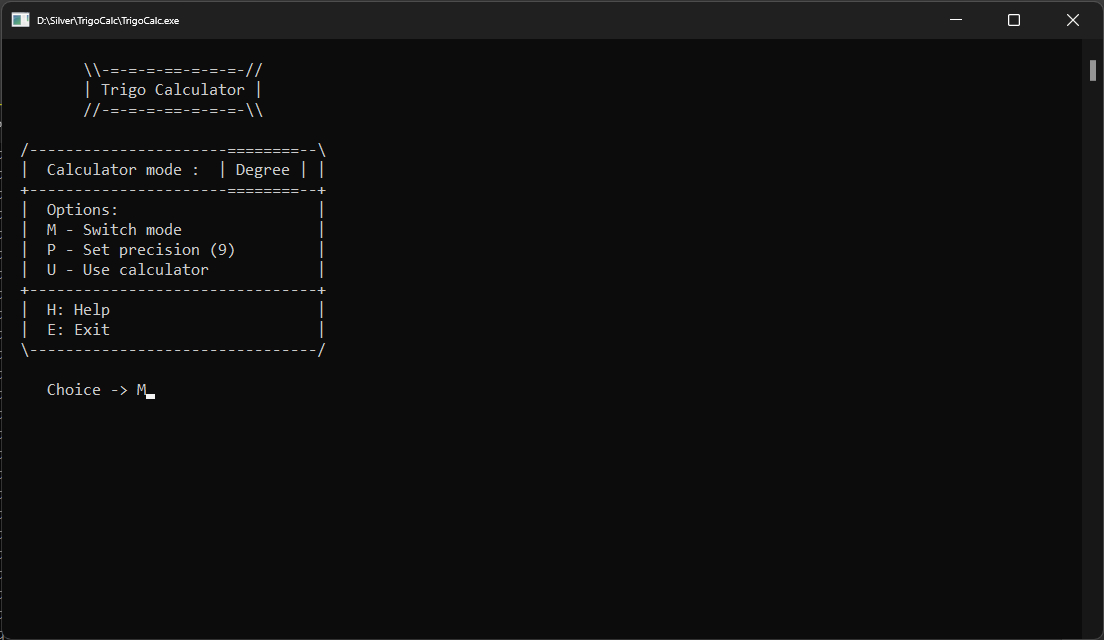 D:\Silver\TrigoCalc\TrigoCalc.exe
\\-=-=-=-==-=-=-=-//
| Trigo Calculator |
//-=-=-=-==-=-=-=-\\
/----------------------========--\
|  Calculator mode :  | Degree | |
+----------------------========--+
|  Options:                      |
|  M - Switch mode               |
|  P - Set precision (9)         |
|  U - Use calculator            |
+--------------------------------+
|  H: Help                       |
|  E: Exit                       |
\--------------------------------/
Choice -> M